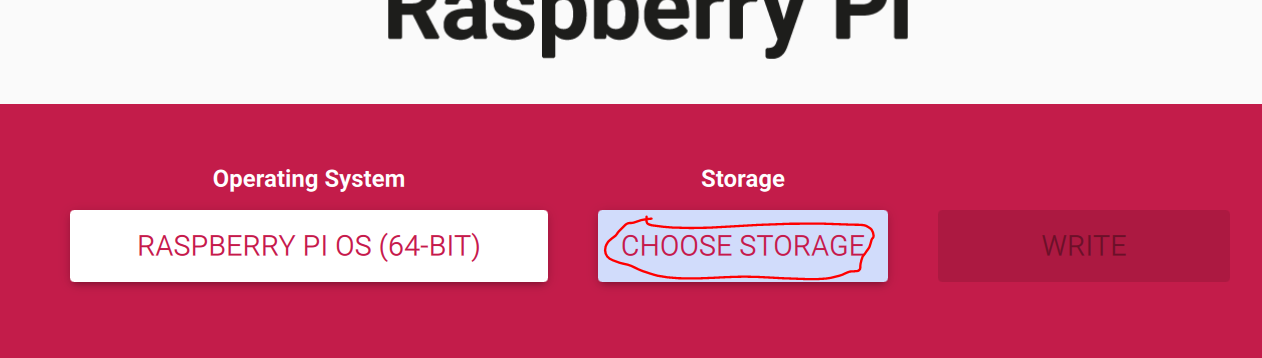 Raspberry Pi
Operating System
Storage
RASPBERRY PI OS (64-BIT)
CHOOSE STORAGE
WRITE